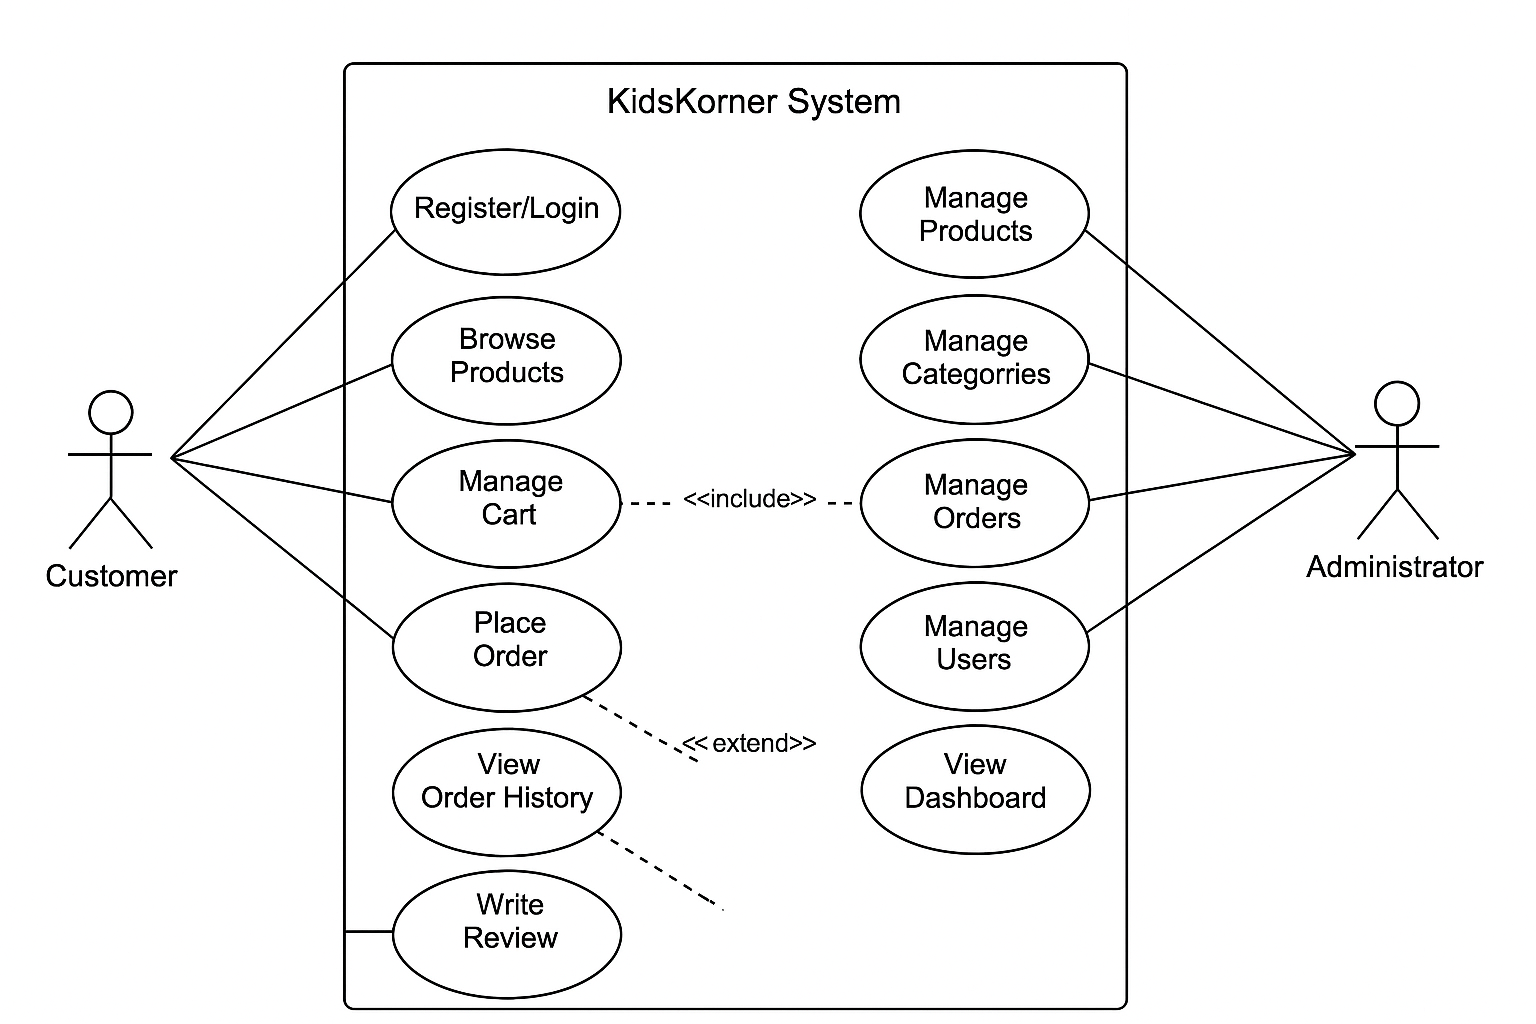 KidsKorner System
Register/Login
Browse
Products
Manage
Cart
Place
Order
View
Order History
Write
Review
<<include>>
<< extend>>
Manage
Products
Manage
Categorries
Manage
Orders
Manage
Users
View
Dashboard
Customer
Administrator